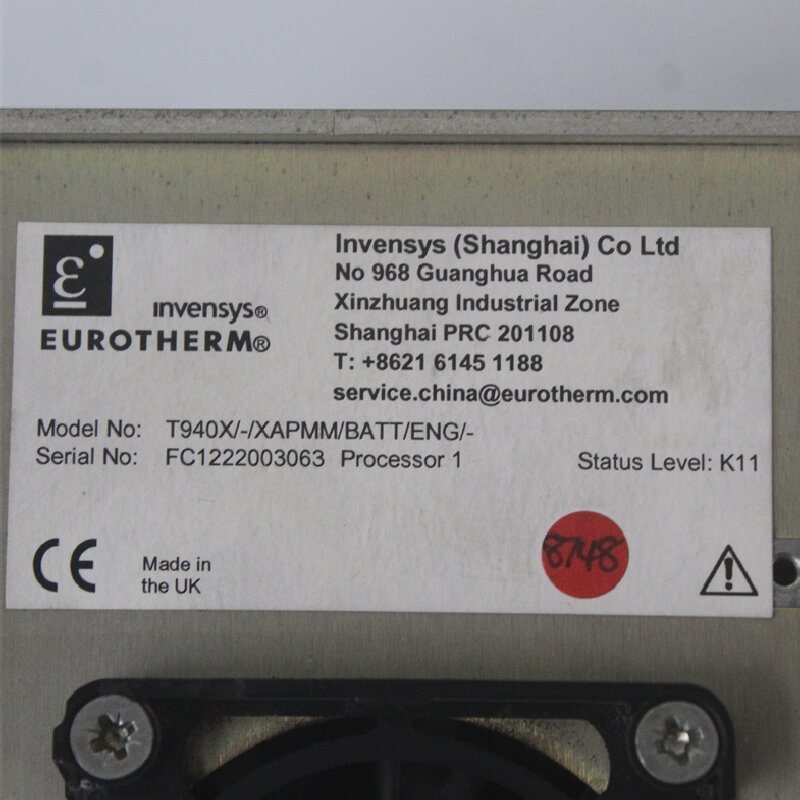 ε
invensys®
EUROTHERM®
Invensys (Shanghai) Co Ltd
No 968 Guanghua Road
Xinzhuang Industrial Zone
Shanghai PRC 201108
T: +8621 6145 1188
service.china@eurotherm.com
Model No: T940X/-/XAPMM/BATT/ENG/-
Serial No: FC1222003063 Processor 1 Status Level: K11
CE
Made in
the UK
8748